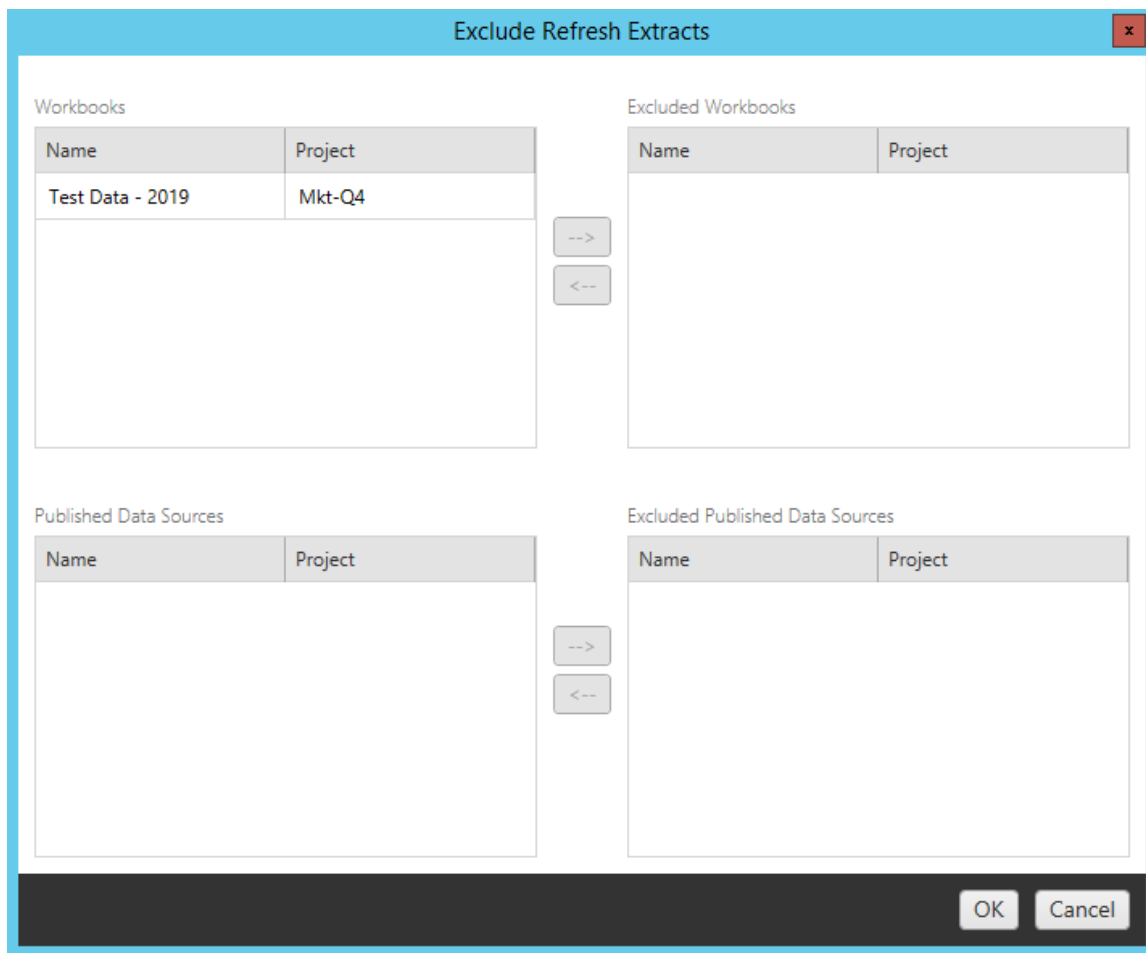 Exclude Refresh Extracts
x
Workbooks
Excluded Workbooks
Name Project
Name Project
Test Data - 2019 Mkt-Q4
-->
<--
Published Data Sources
Excluded Published Data Sources
Name Project
Name Project
-->
<--
OK Cancel